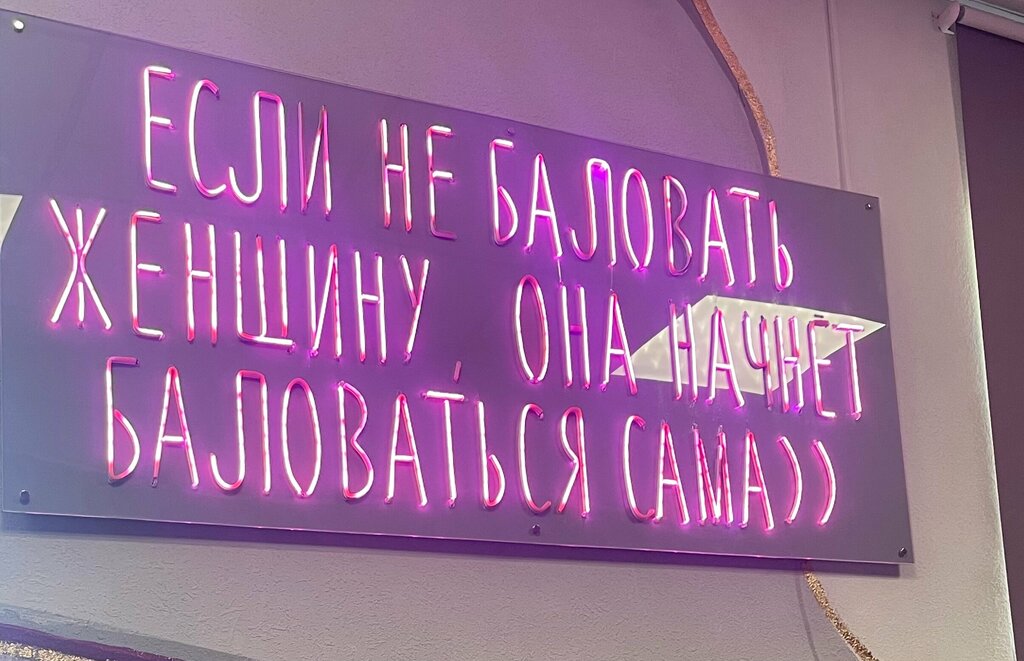 ЕСЛИ НЕ БАЛОВАТЬ
ЖЕНЩИНУ, ОНА НАЧНЁТ
БАЛОВАТЬСЯ САМА))